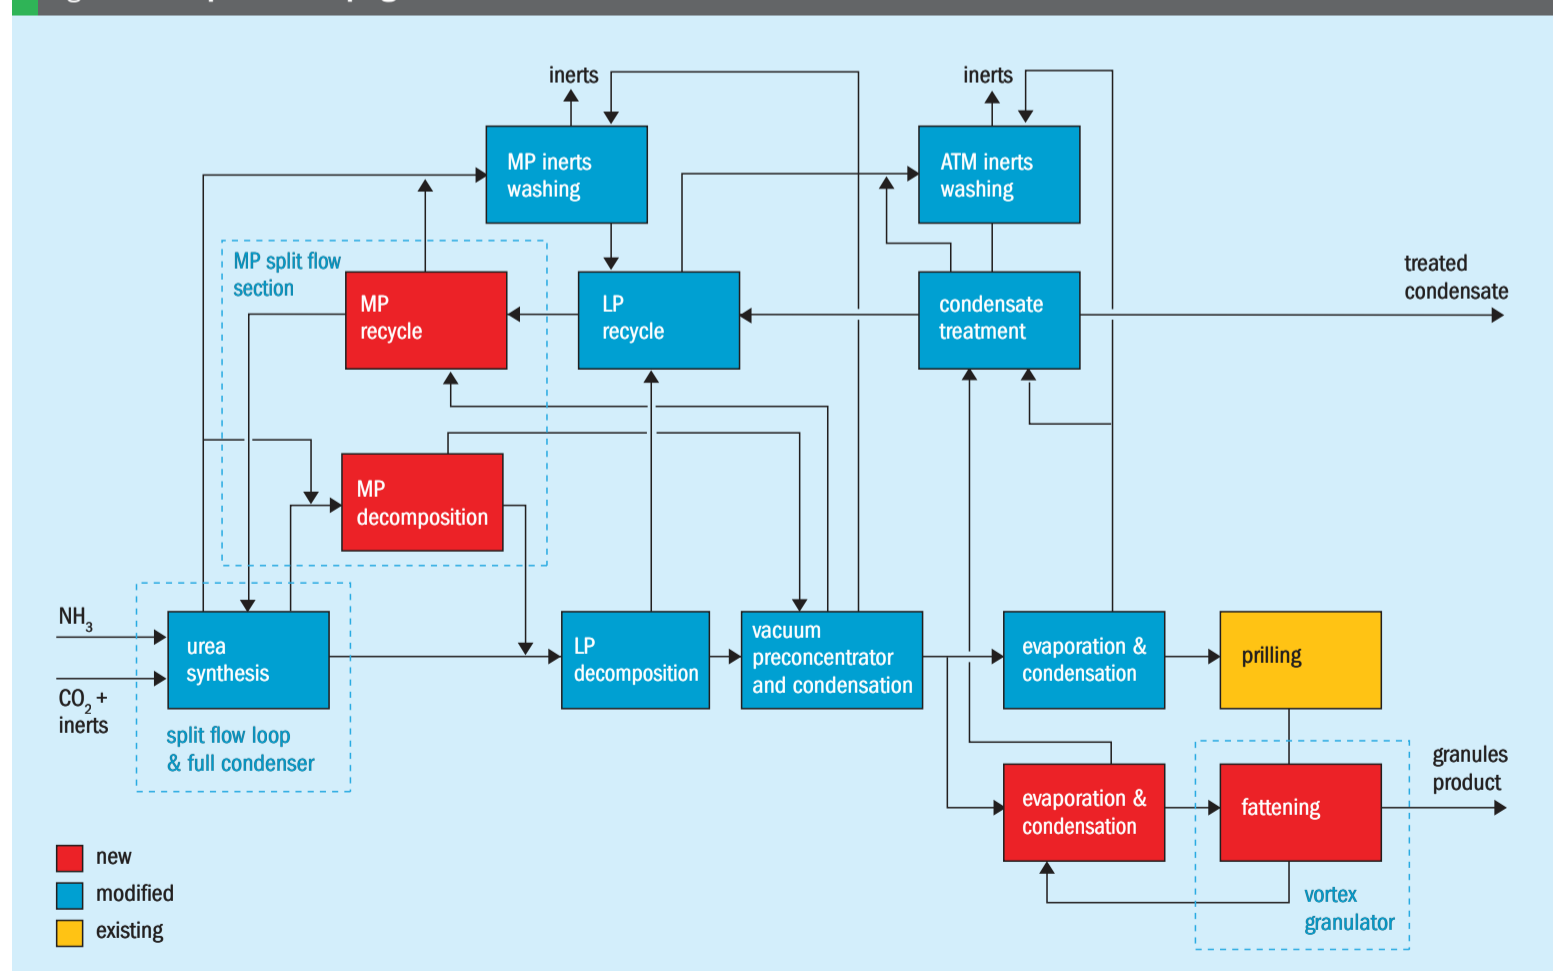 inerts
inerts
MP inerts
washing
ATM inerts
washing
MP split flow
section
MP
recycle
LP
recycle
condensate
treatment
treated
condensate
MP
decomposition
NH3
CO2 +
inerts
urea
synthesis
split flow loop
& full condenser
LP
decomposition
vacuum
preconcentrator
and condensation
evaporation &
condensation
prilling
evaporation &
condensation
fattening
granules
product
vortex
granulator
new
modified
existing